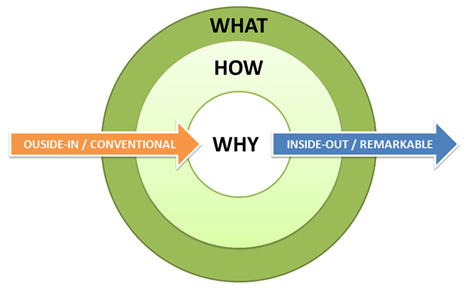 WHAT
HOW
OUSIDE-IN / CONVENTIONAL
WHY
INSIDE-OUT / REMARKABLE